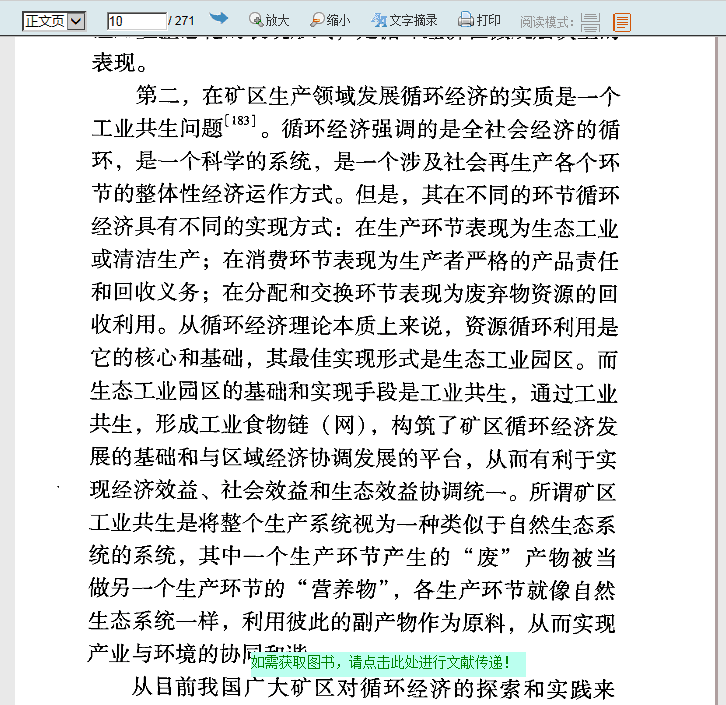 正文页 10 / 271 放大 缩小 文字摘录 打印 阅读模式：
表现。
第二，在矿区生产领域发展循环经济的实质是一个
工业共生问题[183]。循环经济强调的是全社会经济的循
环，是一个科学的系统，是一个涉及社会再生产各个环
节的整体性经济运作方式。但是，其在不同的环节循环
经济具有不同的实现方式：在生产环节表现为生态工业
或清洁生产；在消费环节表现为生产者严格的产品责任
和回收义务；在分配和交换环节表现为废弃物资源的回
收利用。从循环经济理论本质上来说，资源循环利用是
它的核心和基础，其最佳实现形式是生态工业园区。而
生态工业园区的基础和实现手段是工业共生，通过工业
共生，形成工业食物链（网），构筑了矿区循环经济发
展的基础和与区域经济协调发展的平台，从而有利于实
现经济效益、社会效益和生态效益协调统一。所谓矿区
工业共生是将整个生产系统视为一种类似于自然生态系
统的系统，其中一个生产环节产生的“废”产物被当
做另一个生产环节的“营养物”，各生产环节就像自然
生态系统一样，利用彼此的副产物作为原料，从而实现
产业与环境的协同和谐
如需获取图书，请点击此处进行文献传递！
从目前我国广大矿区对循环经济的探索和实践来